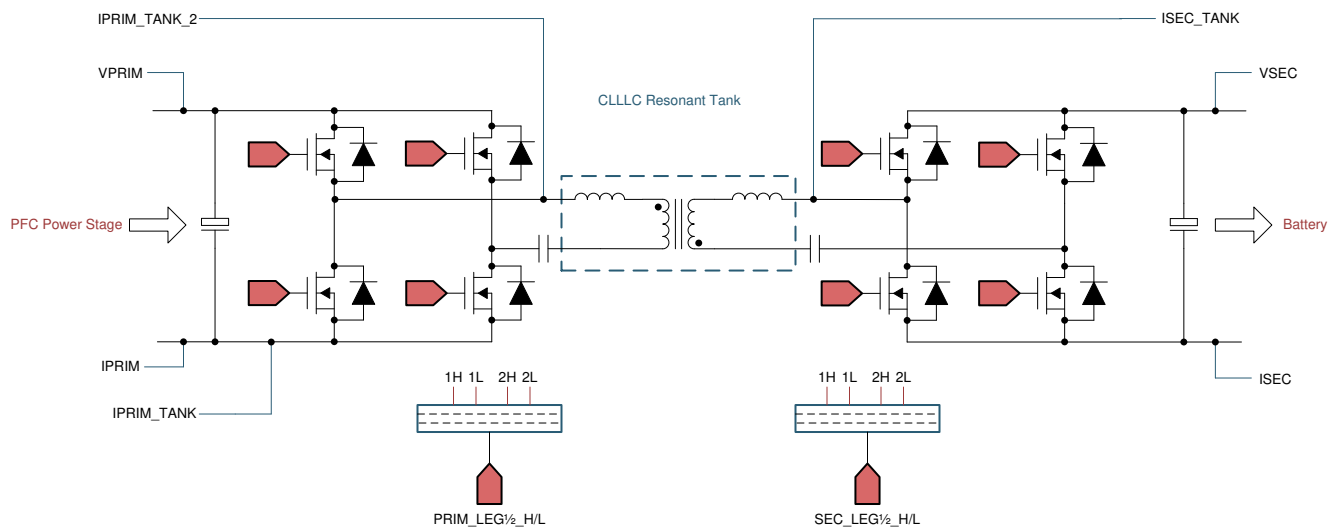 IPRIM_TANK_2
ISEC_TANK
VPRIM
VSEC
CLLLC Resonant Tank
PFC Power Stage
Battery
IPRIM
ISEC
IPRIM_TANK
1H 1L 2H 2L
1H 1L 2H 2L
PRIM_LEG½_H/L
SEC_LEG½_H/L